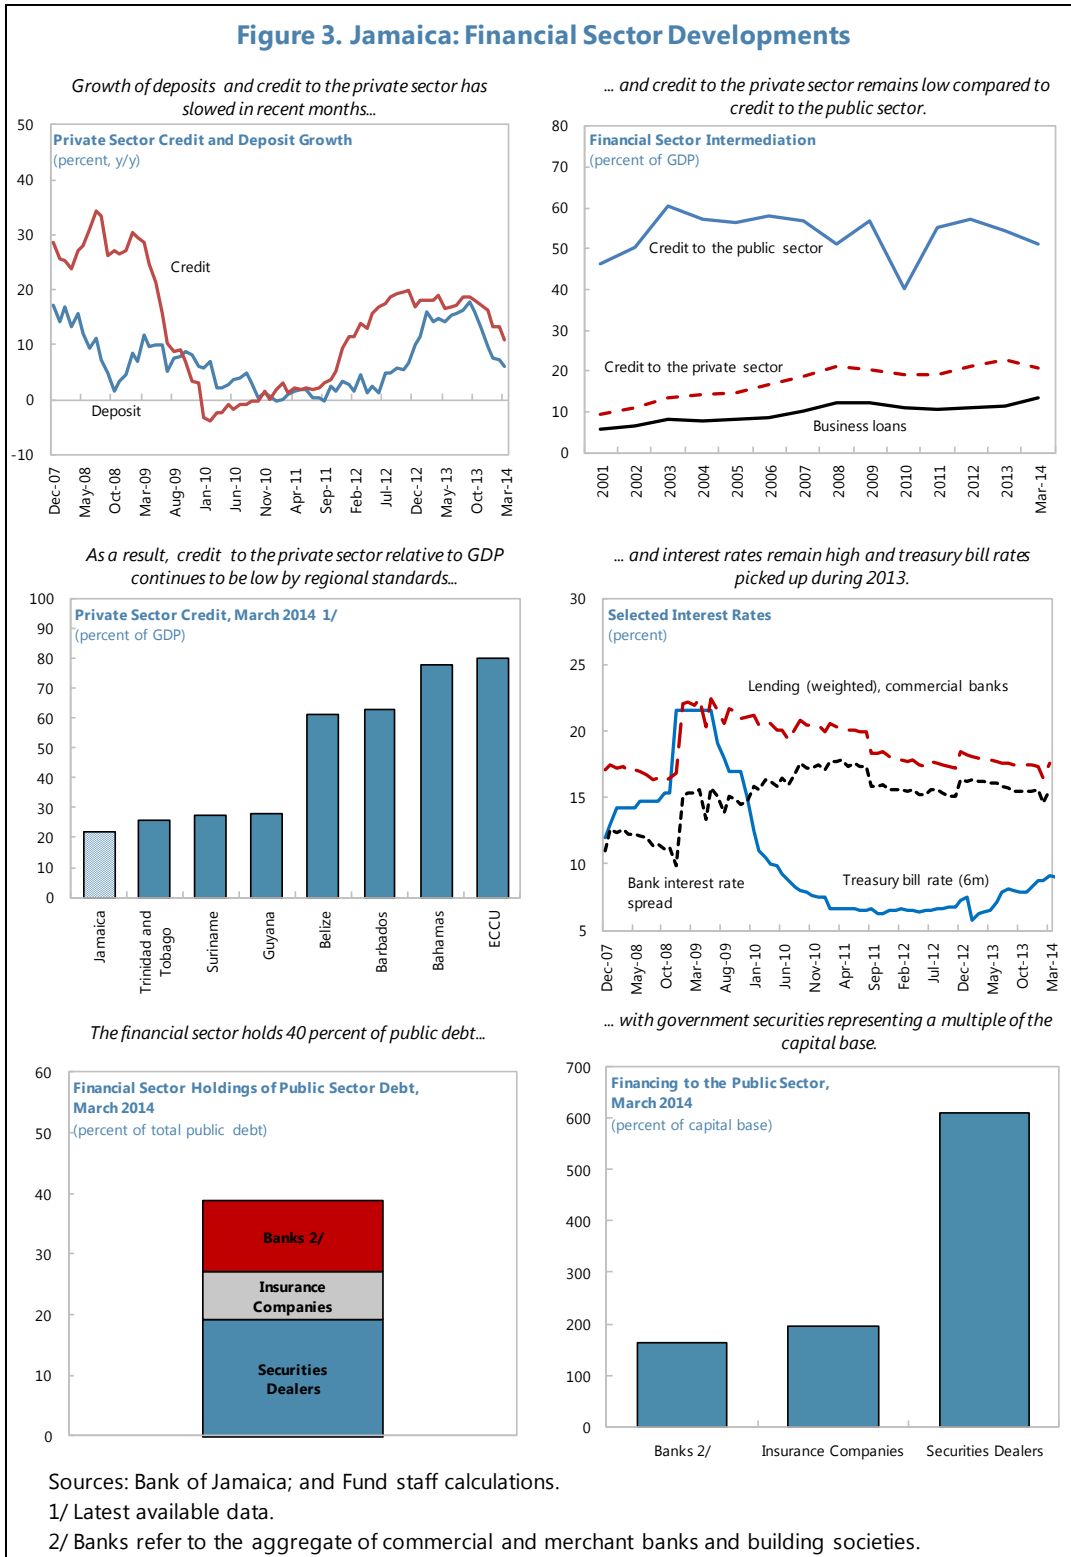 Figure 3. Jamaica: Financial Sector Developments
Growth of deposits and credit to the private sector has
slowed in recent months...
Private Sector Credit and Deposit Growth
(percent, y/y)
50
40
30
20
10
0
-10
Credit
Deposit
Dec-07
May-08
Oct-08
Mar-09
Aug-09
Jan-10
Jun-10
Nov-10
Apr-11
Sep-11
Feb-12
Jul-12
Dec-12
May-13
Oct-13
Mar-14
... and credit to the private sector remains low compared to
credit to the public sector.
Financial Sector Intermediation
(percent of GDP)
80
70
60
50
40
30
20
10
0
Credit to the public sector
Credit to the private sector
Business loans
2001
2002
2003
2004
2005
2006
2007
2008
2009
2010
2011
2012
2013
Mar-14
As a result, credit to the private sector relative to GDP
continues to be low by regional standards...
Private Sector Credit, March 2014 1/
(percent of GDP)
100
90
80
70
60
50
40
30
20
10
0
Jamaica
Trinidad and
Tobago
Suriname
Guyana
Belize
Barbados
Bahamas
ECCU
... and interest rates remain high and treasury bill rates
picked up during 2013.
Selected Interest Rates
(percent)
30
25
20
15
10
5
Lending (weighted), commercial banks
Bank interest rate
spread
Treasury bill rate (6m)
Dec-07
May-08
Oct-08
Mar-09
Aug-09
Jan-10
Jun-10
Nov-10
Apr-11
Sep-11
Feb-12
Jul-12
Dec-12
May-13
Oct-13
Mar-14
The financial sector holds 40 percent of public debt...
Financial Sector Holdings of Public Sector Debt,
March 2014
(percent of total public debt)
60
50
40
30
20
10
0
Banks 2/
Insurance
Companies
Securities
Dealers
... with government securities representing a multiple of the
capital base.
Financing to the Public Sector,
March 2014
(percent of capital base)
700
600
500
400
300
200
100
0
Banks 2/
Insurance Companies
Securities Dealers
Sources: Bank of Jamaica; and Fund staff calculations.
1/ Latest available data.
2/ Banks refer to the aggregate of commercial and merchant banks and building societies.